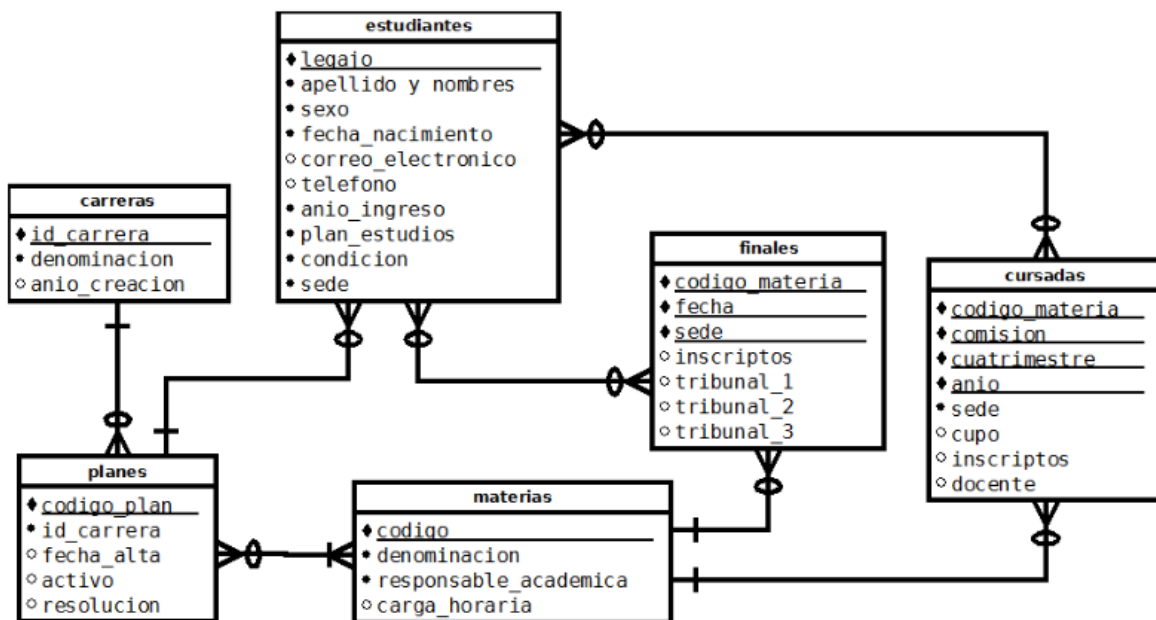 estudiantes
legajo
apellido y nombres
sexo
fecha_nacimiento
correo_electronico
telefono
anio_ingreso
plan_estudios
condicion
sede
carreras
id_carrera
denominacion
anio_creacion
finales
codigo_materia
fecha
sede
inscriptos
tribunal_1
tribunal_2
tribunal_3
cursadas
codigo_materia
comision
cuatrimestre
anio
sede
cupo
inscriptos
docente
planes
codigo_plan
id_carrera
fecha_alta
activo
resolucion
materias
codigo
denominacion
responsable_academica
carga_horaria